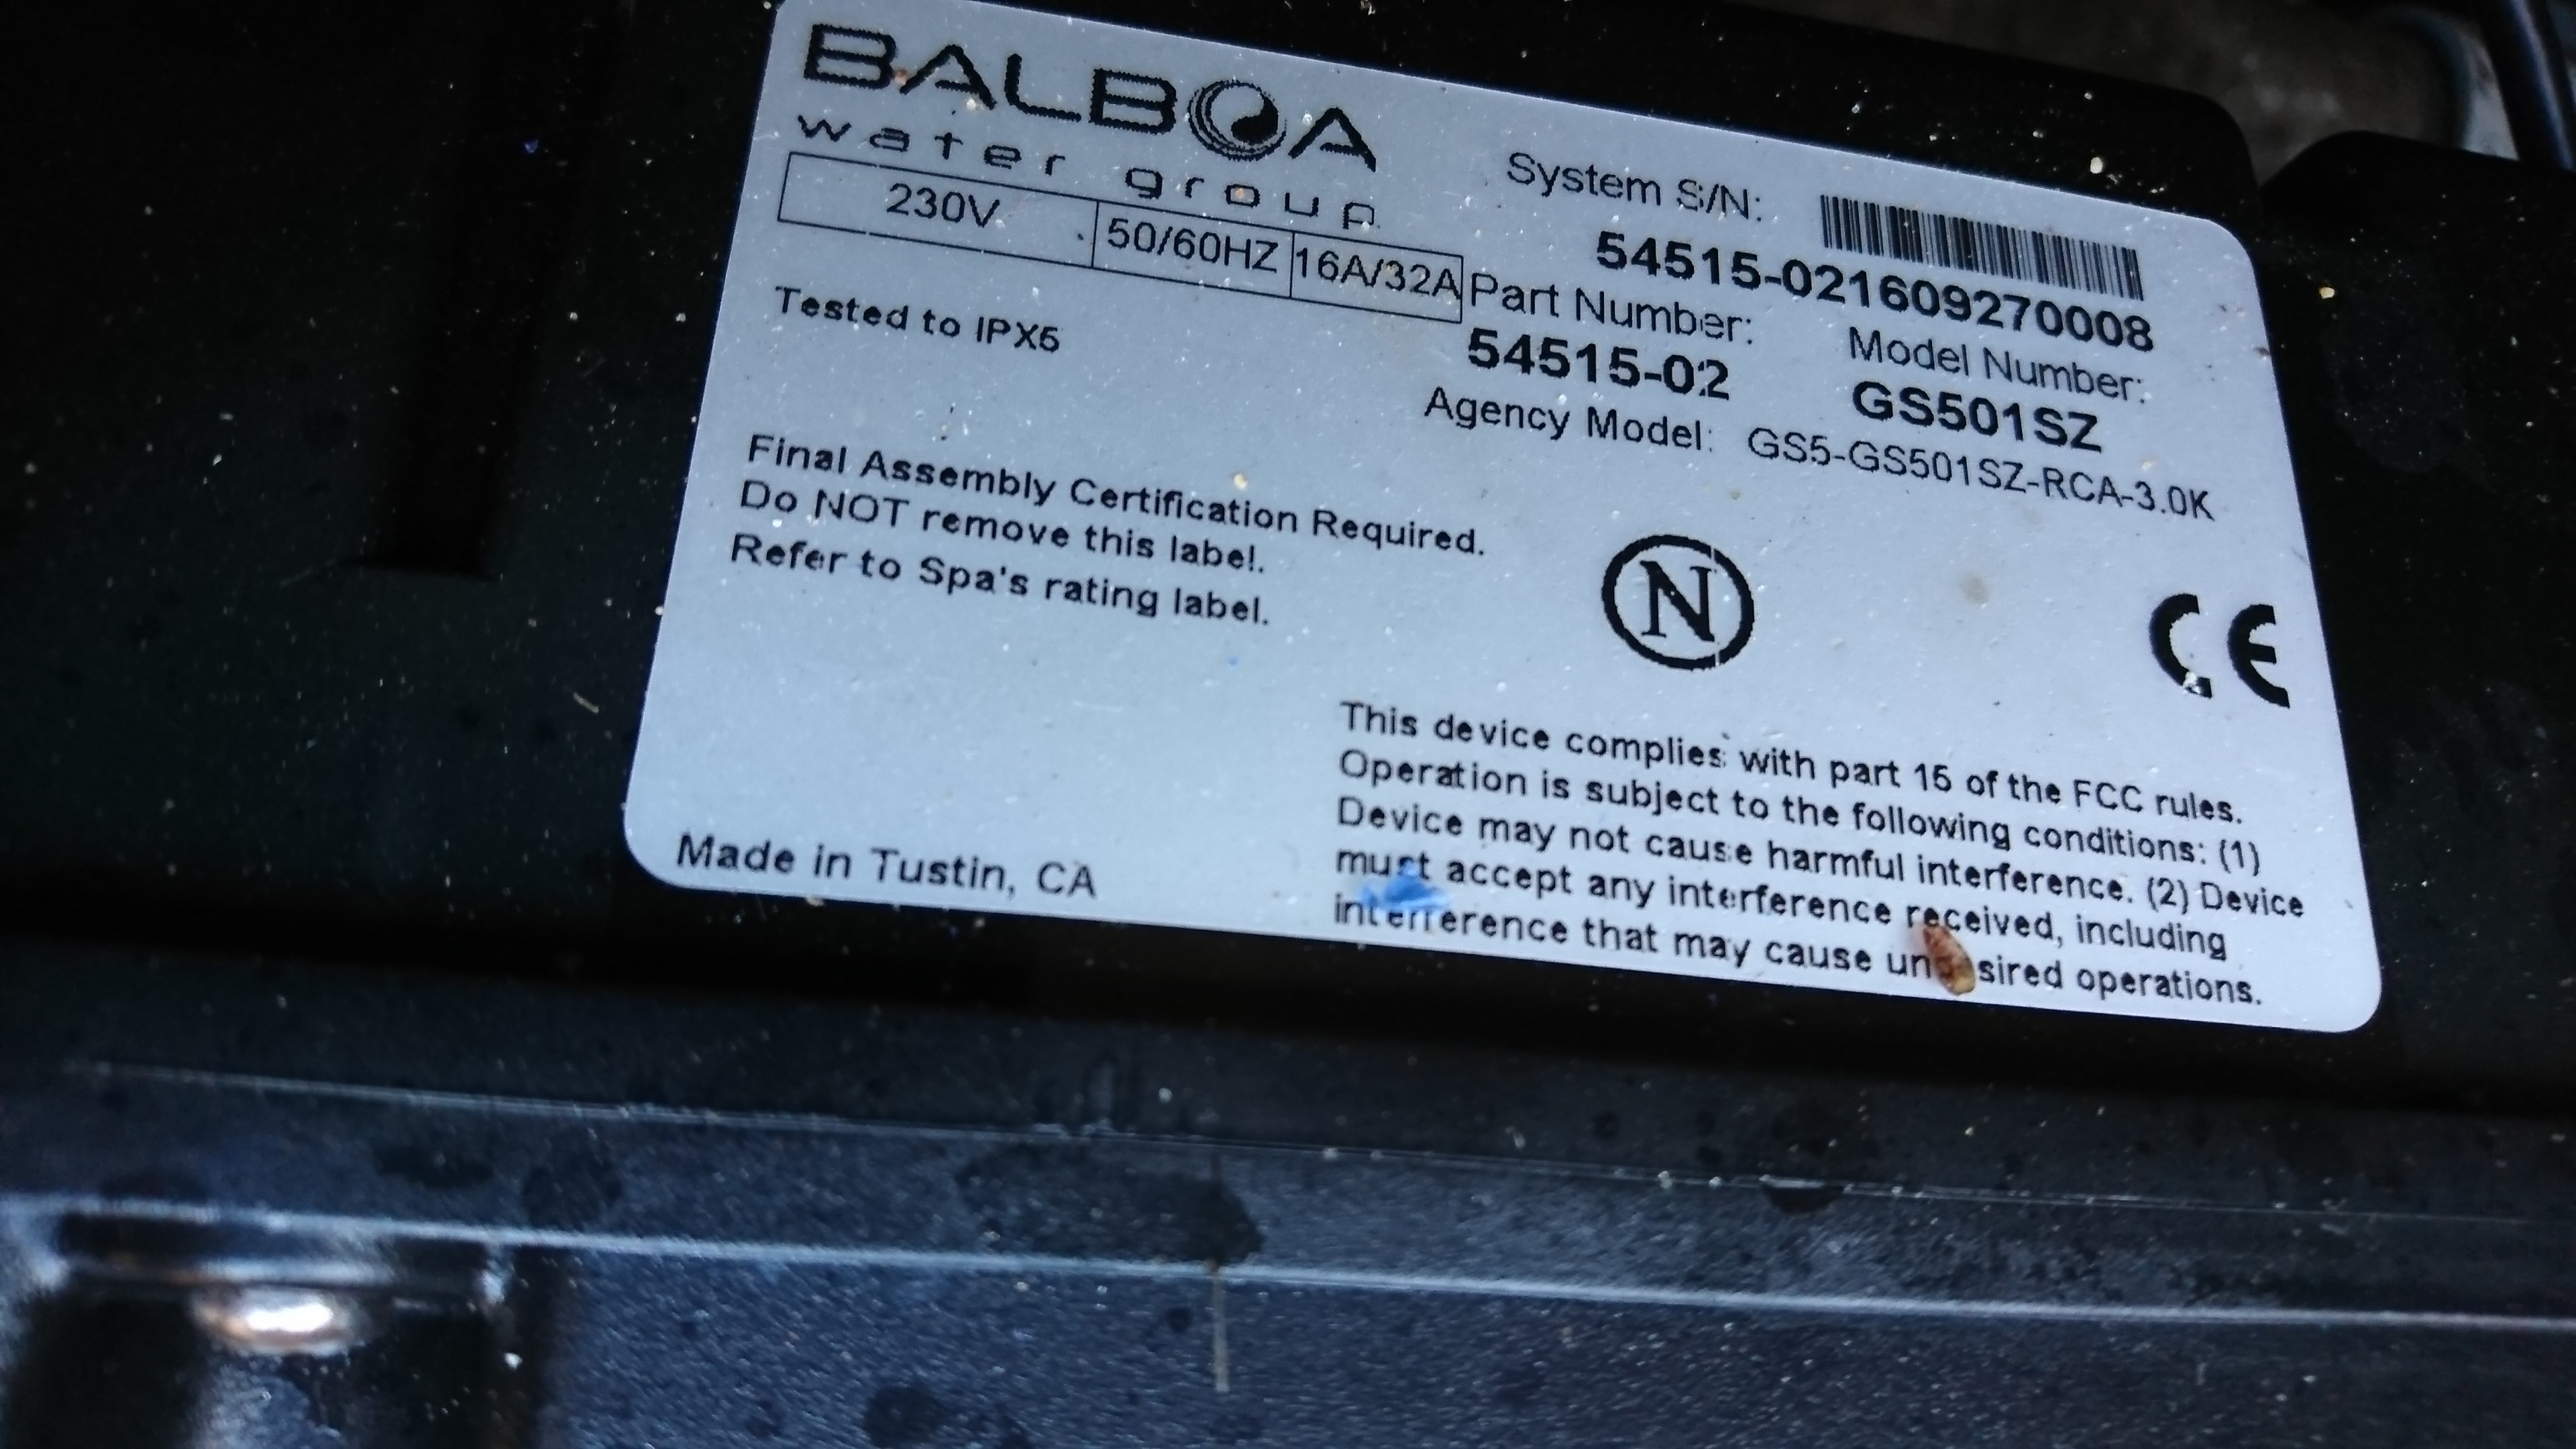 BALBOA
water group
230V 50/60HZ 16A/32A
Tested to IPX5
System S/N:
54515-021609270008
Part Number:
54515-02
Model Number:
GS501SZ
Agency Model: GS5-GS501SZ-RCA-3.0K
Final Assembly Certification Required.
Do NOT remove this label.
Refer to Spa's rating label.
N
CE
This device complies with part 15 of the FCC rules.
Operation is subject to the following conditions: (1)
Device may not cause harmful interference. (2) Device
must accept any interference received, including
interference that may cause undesired operations.
Made in Tustin, CA